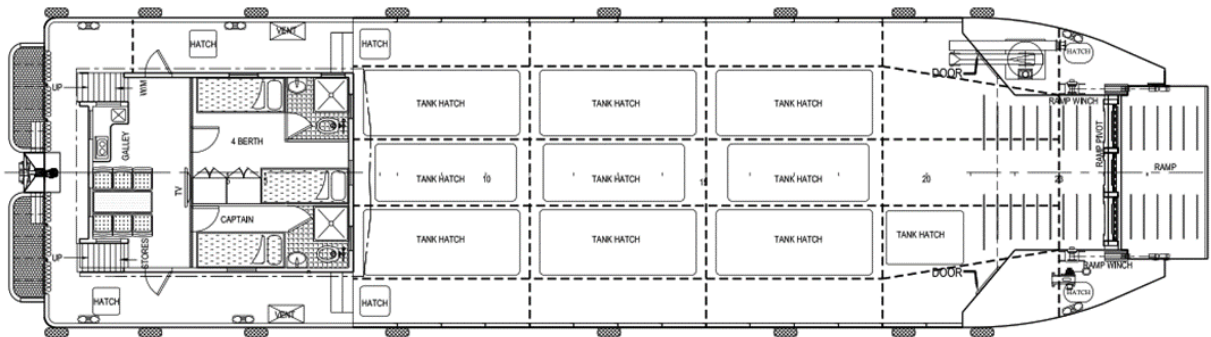 VENT
HATCH
HATCH
HATCH
DOOR
UP
W/M
TANK HATCH
TANK HATCH
TANK HATCH
RAMP WINCH
GALLEY
4 BERTH
RAMP PIVOT
RAMP
TV
TANK HATCH
10
TANK HATCH
15
TANK HATCH
20
CAPTAIN
STORES
TANK HATCH
TANK HATCH
TANK HATCH
TANK HATCH
UP
DOOR
RAMP WINCH
HATCH
HATCH
HATCH
VENT